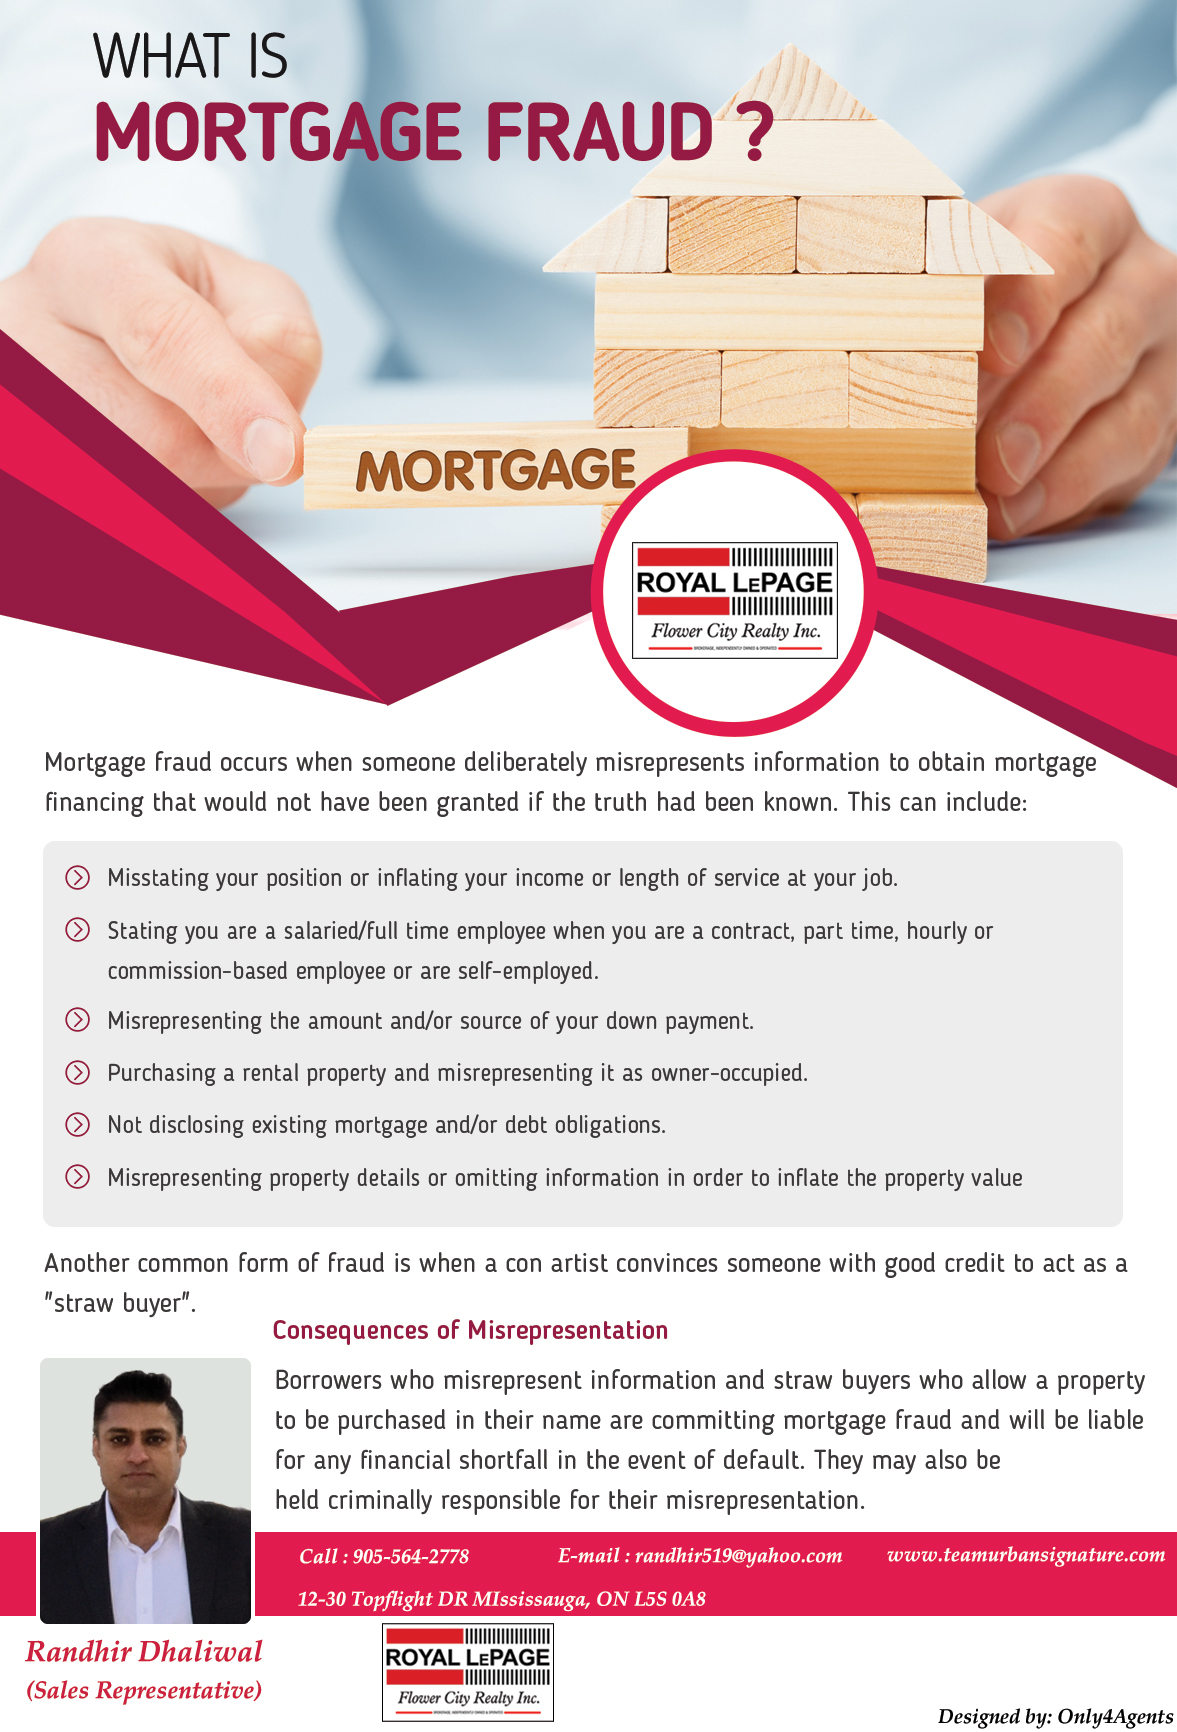 WHAT IS
MORTGAGE FRAUD ?
MORTGAGE
ROYAL LEPAGE
Flower City Realty Inc.
BROKERAGE, INDEPENDENTLY OWNED & OPERATED
Mortgage fraud occurs when someone deliberately misrepresents information to obtain mortgage
financing that would not have been granted if the truth had been known. This can include:
Misstating your position or inflating your income or length of service at your job.
Stating you are a salaried/full time employee when you are a contract, part time, hourly or
commission-based employee or are self-employed.
Misrepresenting the amount and/or source of your down payment.
Purchasing a rental property and misrepresenting it as owner-occupied.
Not disclosing existing mortgage and/or debt obligations.
Misrepresenting property details or omitting information in order to inflate the property value
Another common form of fraud is when a con artist convinces someone with good credit to act as a
"straw buyer".
Consequences of Misrepresentation
Borrowers who misrepresent information and straw buyers who allow a property
to be purchased in their name are committing mortgage fraud and will be liable
for any financial shortfall in the event of default. They may also be
held criminally responsible for their misrepresentation.
Call : 905-564-2778 E-mail : randhir519@yahoo.com www.teamurbansignature.com
12-30 Topflight DR MIssissauga, ON L5S 0A8
Randhir Dhaliwal
(Sales Representative)
ROYAL LEPAGE
Flower City Realty Inc.
BROKERAGE, INDEPENDENTLY OWNED & OPERATED
Designed by: Only4Agents